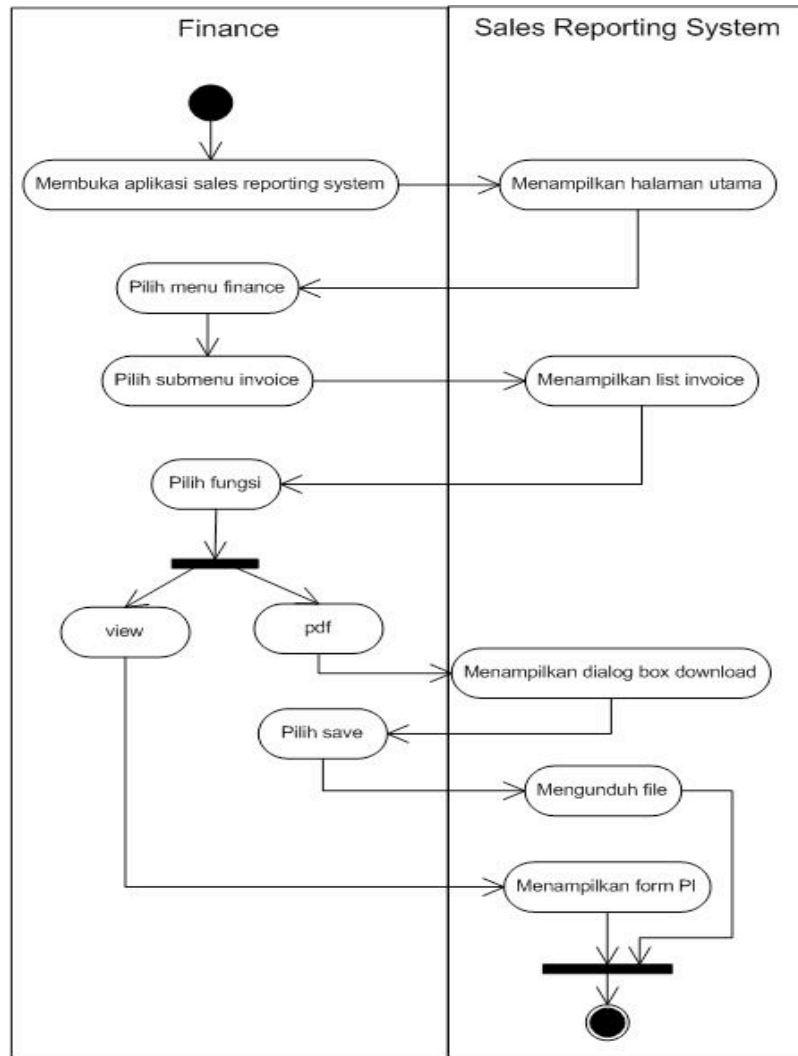 Finance
Sales Reporting System
Membuka aplikasi sales reporting system
Menampilkan halaman utama
Pilih menu finance
Pilih submenu invoice
Menampilkan list invoice
Pilih fungsi
view
pdf
Menampilkan dialog box download
Pilih save
Mengunduh file
Menampilkan form PI